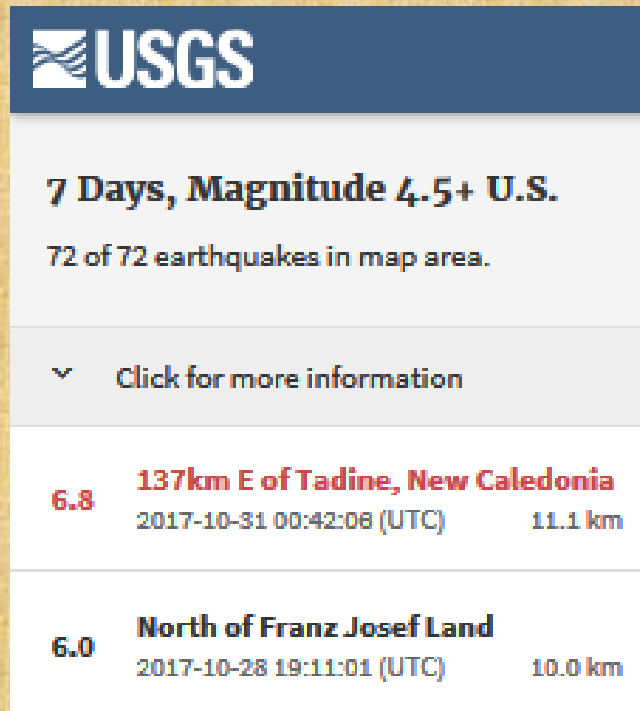 USGS
7 Days, Magnitude 4.5+ U.S.
72 of 72 earthquakes in map area.
Click for more information
6.8
137km E of Tadine, New Caledonia
2017-10-31 00:42:08 (UTC) 11.1 km
6.0
North of Franz Josef Land
2017-10-28 19:11:01 (UTC) 10.0 km